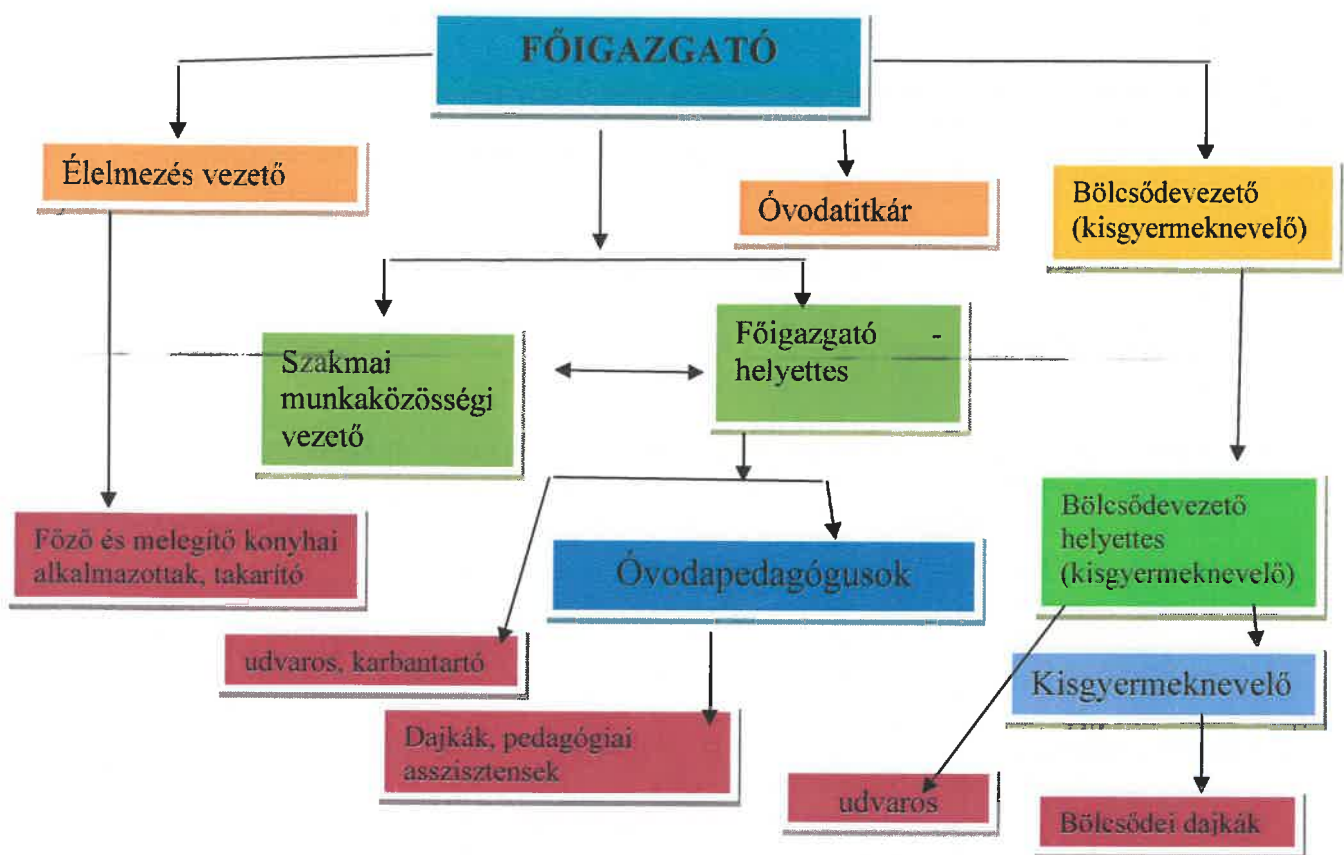 FŐIGAZGATÓ
Élelmezés vezető
Óvodatitkár
Bölcsődevezető
(kisgyermeknevelő)
Szakmai
munkaközösségi
vezető
Főigazgató -
helyettes
Főző és melegítő konyhai
alkalmazottak, takarító
Óvodapedagógusok
Bölcsődevezető
helyettes
(kisgyermeknevelő)
udvaros, karbantartó
Kisgyermeknevelő
Dajkák, pedagógiai
asszisztensek
udvaros
Bölcsődei dajkák